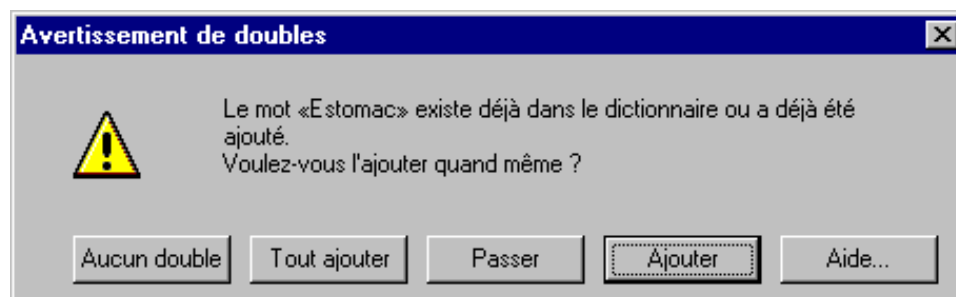 Avertissement de doubles
Le mot «Estomac» existe déjà dans le dictionnaire ou a déjà été
ajouté.
Voulez-vous l'ajouter quand même ?
Aucun double Tout ajouter Passer Ajouter Aide...